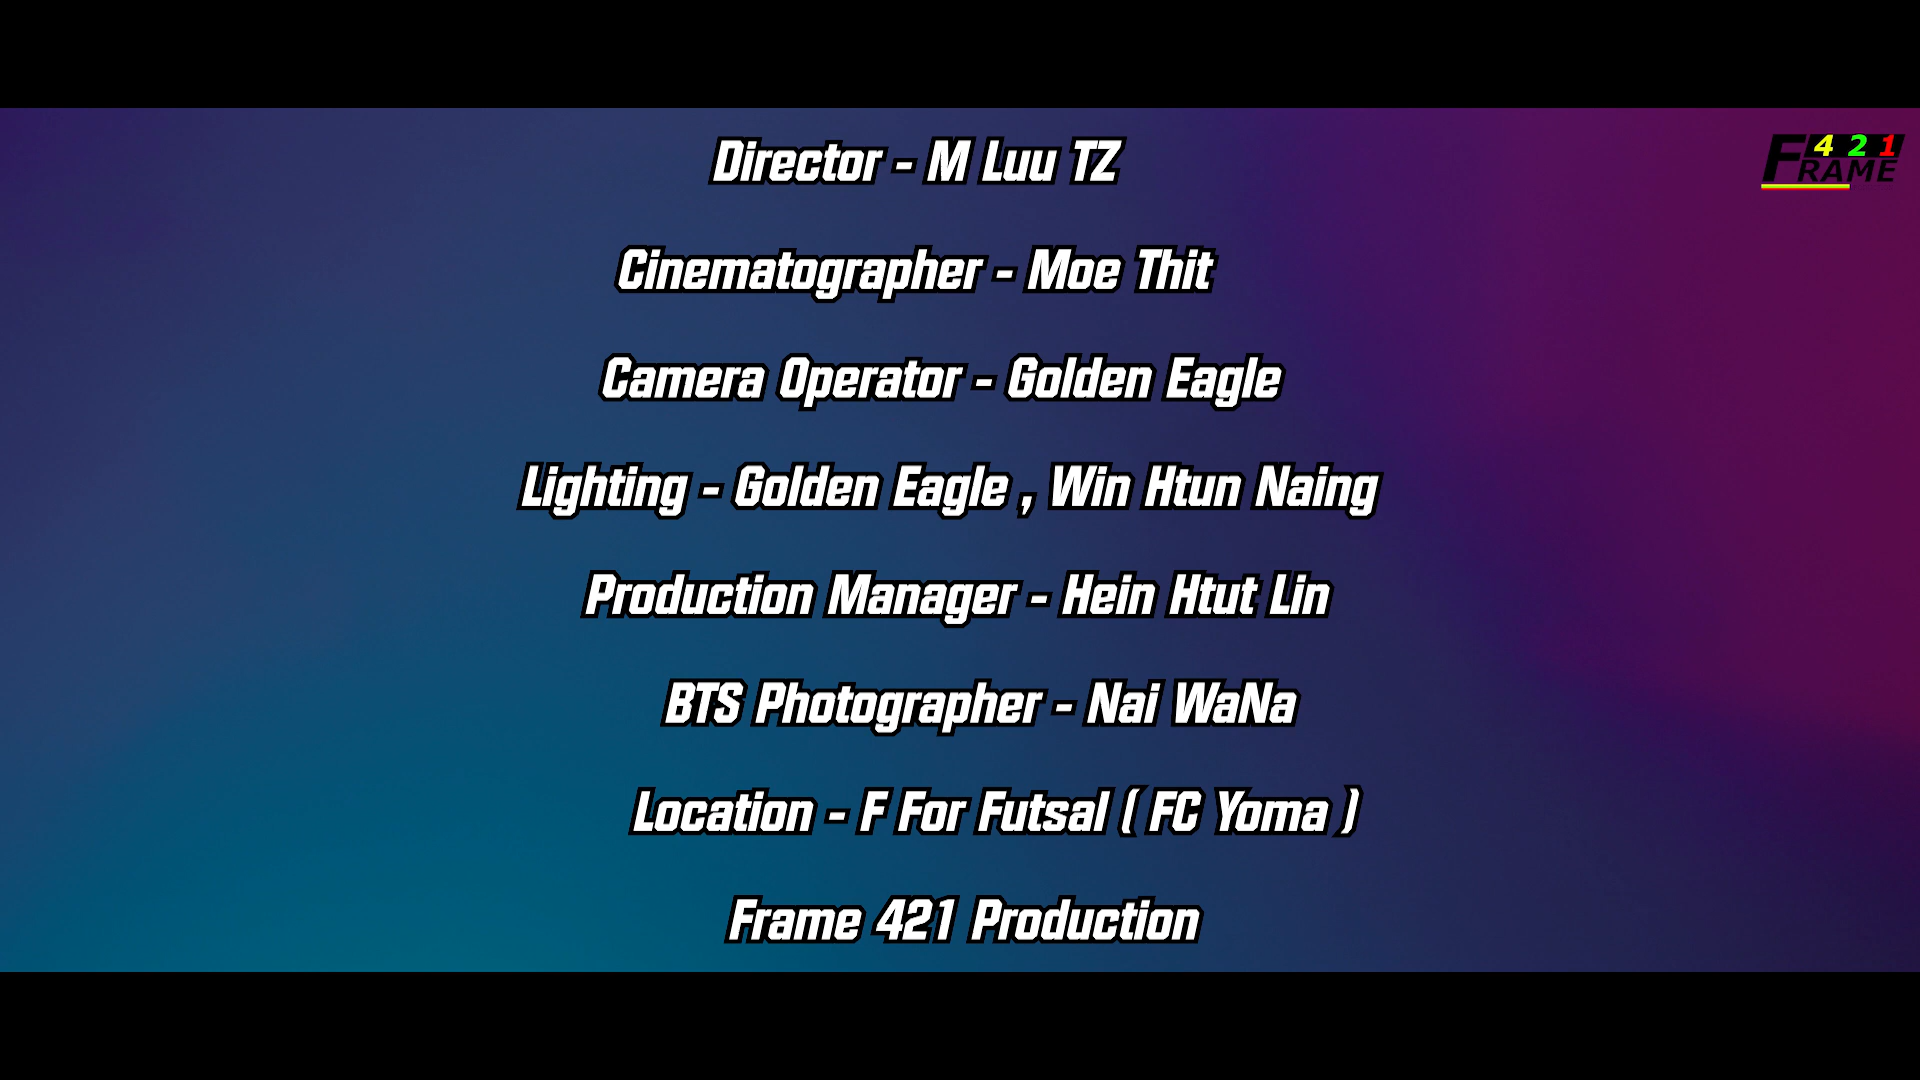 Director - M Luu TZ
FRAME 421
Cinematographer - Moe Thit
Camera Operator - Golden Eagle
Lighting - Golden Eagle , Win Htun Naing
Production Manager - Hein Htut Lin
BTS Photographer - Nai WaNa
Location - F For Futsal ( FC Yoma )
Frame 421 Production